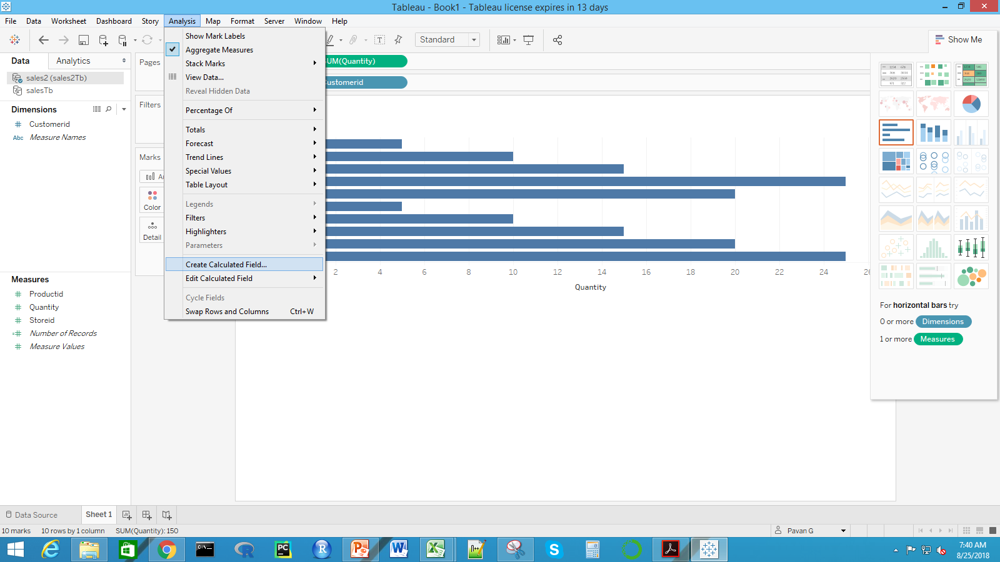 Tableau - Book1 - Tableau license expires in 13 days
File Data Worksheet Dashboard Story Analysis Map Format Server Window Help
Standard
Show Me
Data Analytics
sales2 (sales2Tb)
salesTb
Dimensions
Customerid
Abc Measure Names
Measures
Productid
Quantity
Storeid
Number of Records
Measure Values
Pages
Filters
Marks
Color
Detail
Show Mark Labels
Aggregate Measures
Stack Marks
View Data...
Reveal Hidden Data
Percentage Of
Totals
Forecast
Trend Lines
Special Values
Table Layout
Legends
Filters
Highlighters
Parameters
Create Calculated Field...
Edit Calculated Field
Cycle Fields
Swap Rows and Columns Ctrl+W
SUM(Quantity)
Customerid
2 4 6 8 10 12 14 16 18 20 22 24 26
Quantity
For horizontal bars try
0 or more Dimensions
1 or more Measures
Data Source Sheet 1
10 marks 10 rows by 1 column SUM(Quantity): 150
Pavan G
7:40 AM
8/25/2018